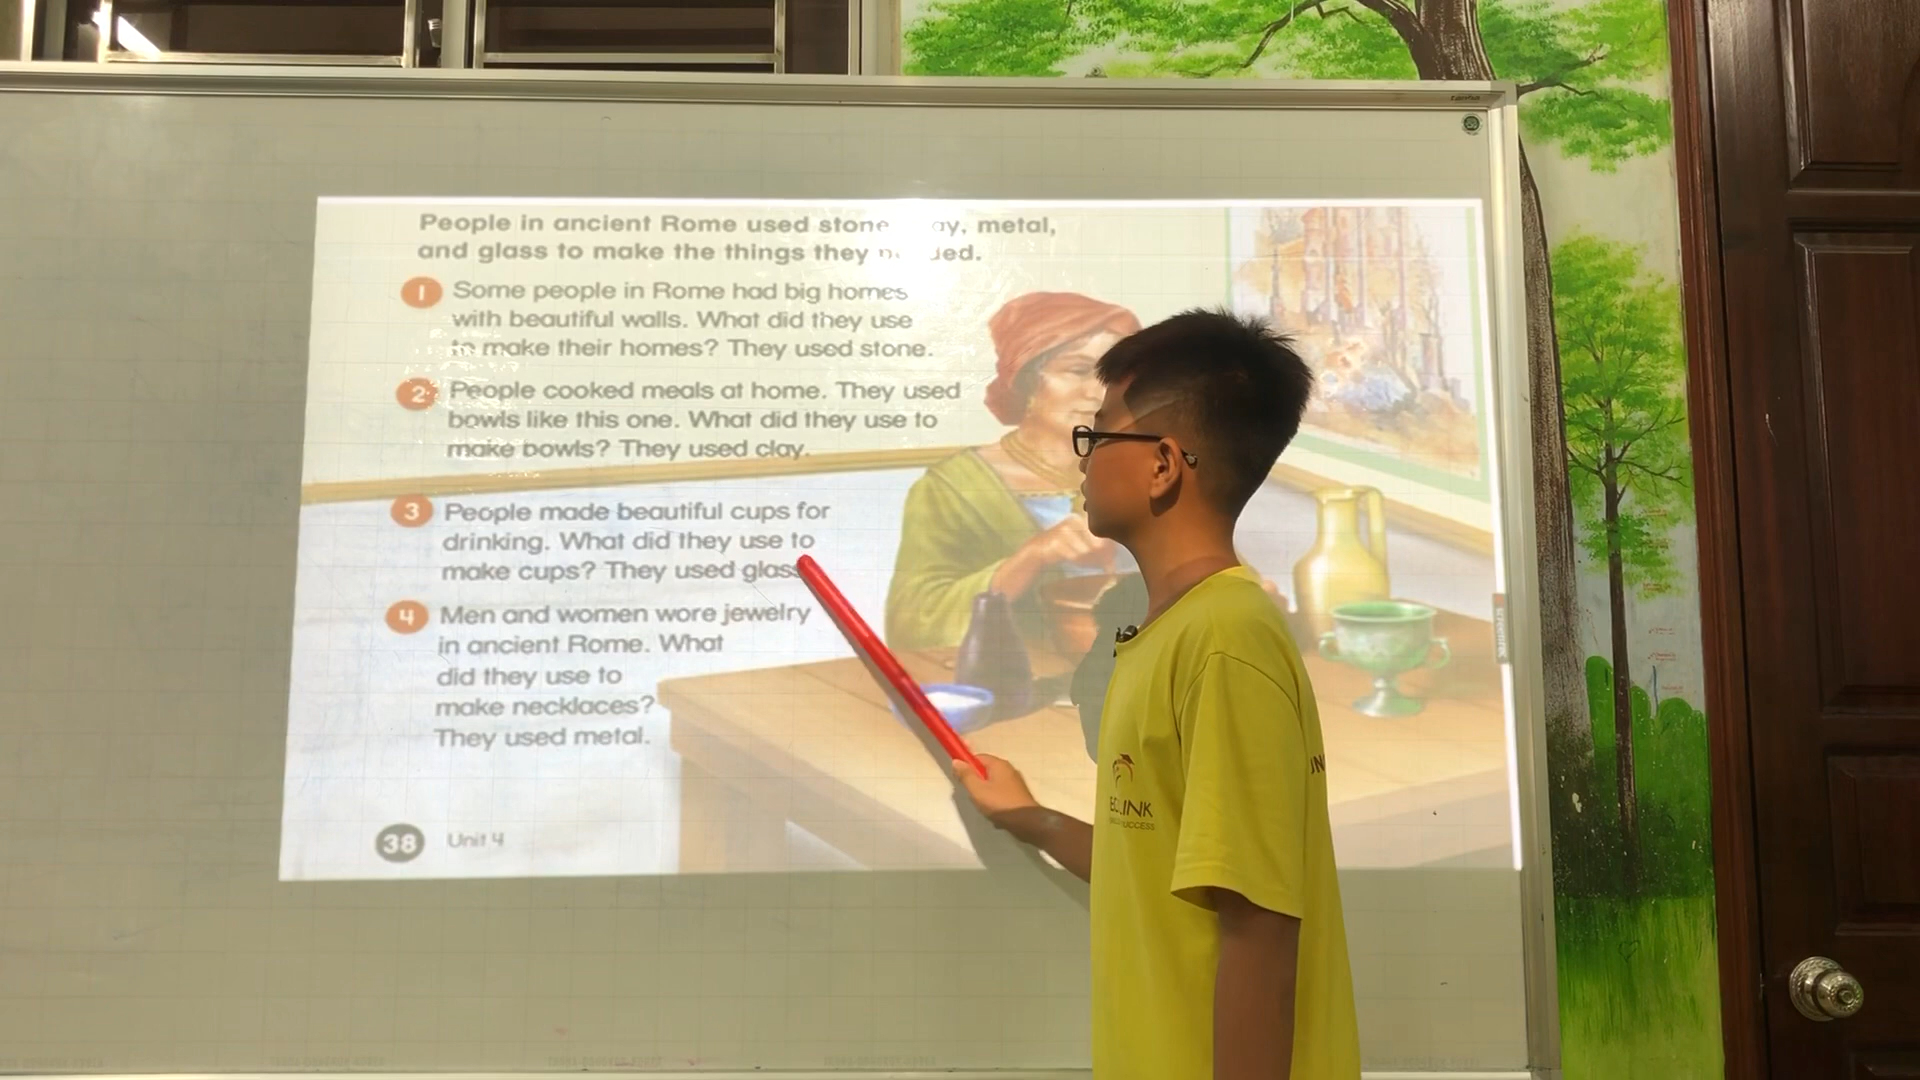 People in ancient Rome used stone metal,
and glass to make the things they
1 Some people in Rome had big homes
with beautiful walls. What did they use
to make their homes? They used stone.
2 People cooked meals at home. They used
bowls like this one. What did they use to
make bowls? They used clay.
3 People made beautiful cups for
drinking. What did they use to
make cups? They used glass
4 Men and women wore jewelry
in ancient Rome. What
did they use to
make necklaces?
They used metal.
38 Unit 4